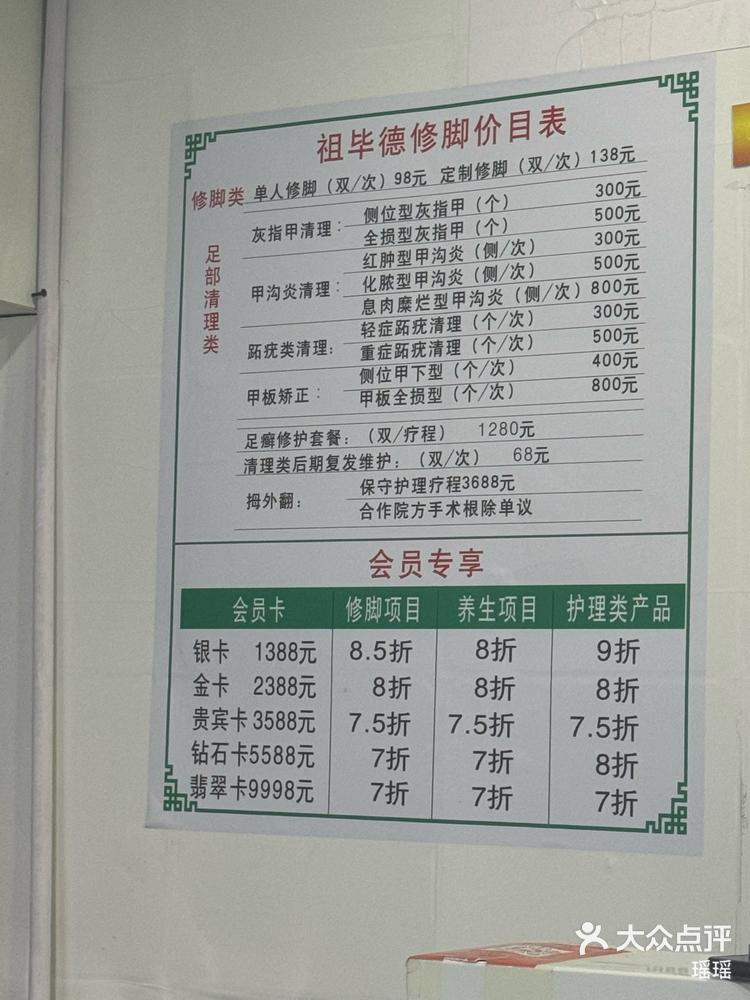 祖毕德修脚价目表
修脚类 单人修脚（双/次）98元 定制修脚（双/次）138元
足部清理类
灰指甲清理： 侧位型灰指甲（个） 300元
全损型灰指甲（个） 500元
甲沟炎清理： 红肿型甲沟炎（侧/次） 300元
化脓型甲沟炎（侧/次） 500元
息肉糜烂型甲沟炎（侧/次）800元
跖疣类清理： 轻症跖疣清理（个/次） 300元
重症跖疣清理（个/次） 500元
甲板矫正： 侧位甲下型（个/次） 400元
甲板全损型（个/次） 800元
足癣修护套餐：（双/疗程） 1280元
清理类后期复发维护：（双/次） 68元
拇外翻： 保守护理疗程3688元
合作院方手术根除单议
会员专享
会员卡 修脚项目 养生项目 护理类产品
银卡 1388元 8.5折 8折 9折
金卡 2388元 8折 8折 8折
贵宾卡3588元 7.5折 7.5折 7.5折
钻石卡5588元 7折 7折 8折
翡翠卡9998元 7折 7折 7折
大众点评
瑶瑶